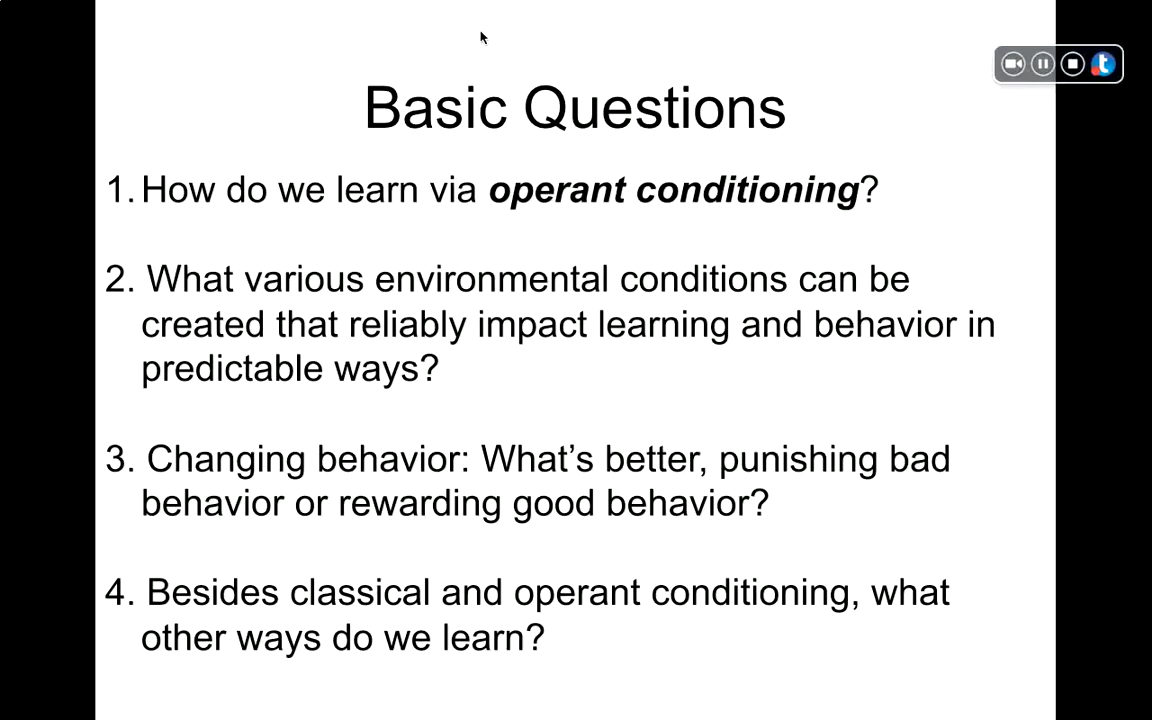 Basic Questions
1. How do we learn via operant conditioning?
2. What various environmental conditions can be
created that reliably impact learning and behavior in
predictable ways?
3. Changing behavior: What’s better, punishing bad
behavior or rewarding good behavior?
4. Besides classical and operant conditioning, what
other ways do we learn?
t